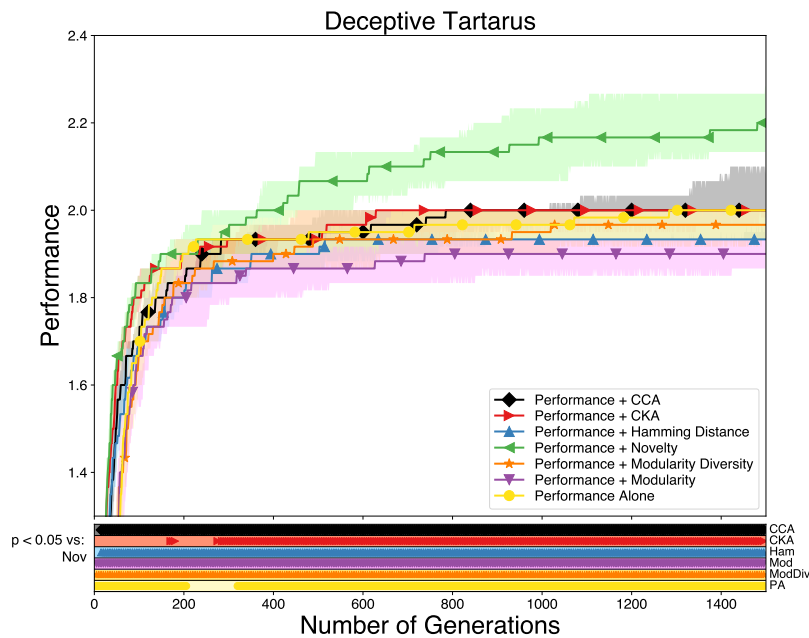 Deceptive Tartarus
2.4
2.2
2.0
1.8
1.6
1.4
Performance
Performance + CCA
Performance + CKA
Performance + Hamming Distance
Performance + Novelty
Performance + Modularity Diversity
Performance + Modularity
Performance Alone
p < 0.05 vs:
Nov
CCA
CKA
Ham
Mod
ModDiv
PA
0 200 400 600 800 1000 1200 1400
Number of Generations